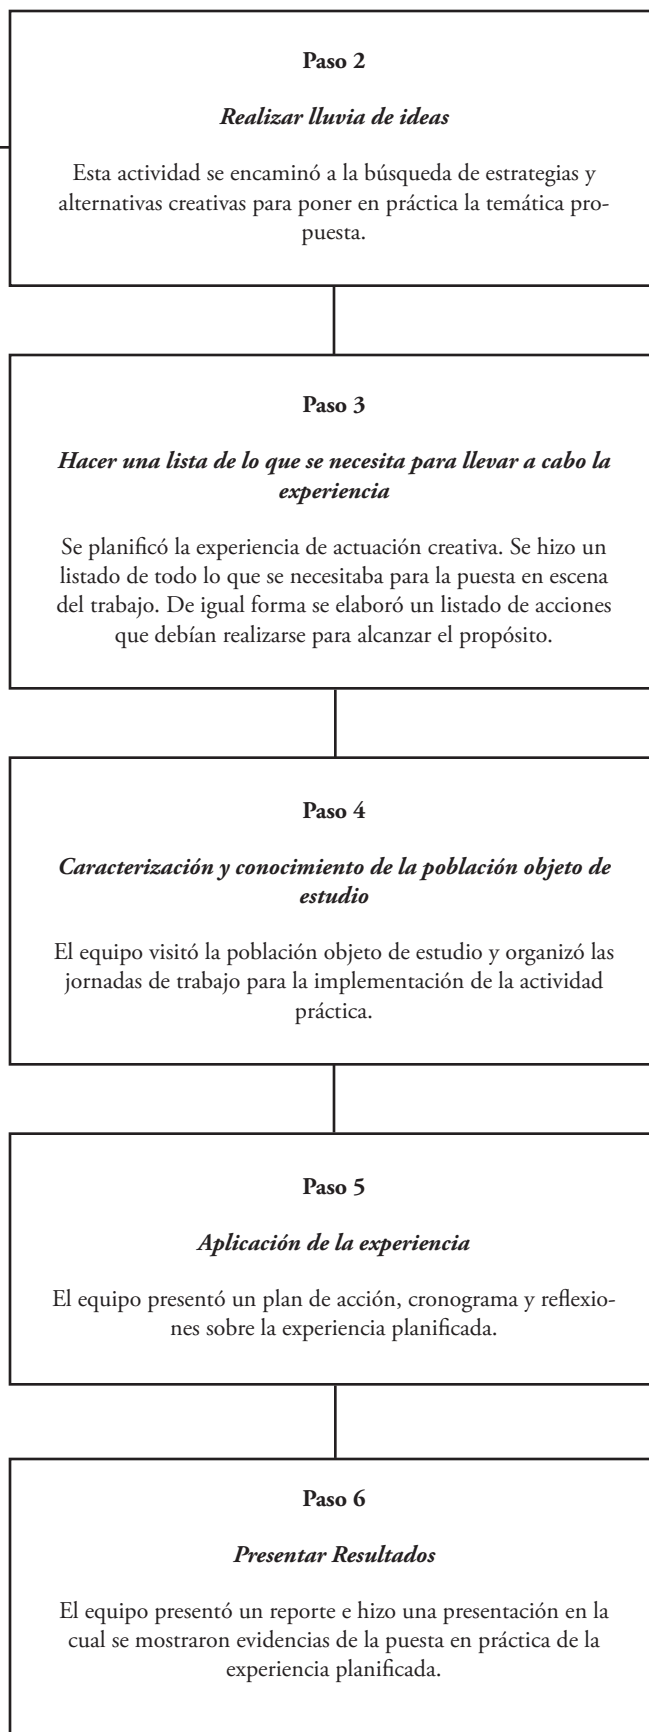 Paso 2
Realizar lluvia de ideas
Esta actividad se encaminó a la búsqueda de estrategias y
alternativas creativas para poner en práctica la temática pro-
puesta.
Paso 3
Hacer una lista de lo que se necesita para llevar a cabo la
experiencia
Se planificó la experiencia de actuación creativa. Se hizo un
listado de todo lo que se necesitaba para la puesta en escena
del trabajo. De igual forma se elaboró un listado de acciones
que debían realizarse para alcanzar el propósito.
Paso 4
Caracterización y conocimiento de la población objeto de
estudio
El equipo visitó la población objeto de estudio y organizó las
jornadas de trabajo para la implementación de la actividad
práctica.
Paso 5
Aplicación de la experiencia
El equipo presentó un plan de acción, cronograma y reflexio-
nes sobre la experiencia planificada.
Paso 6
Presentar Resultados
El equipo presentó un reporte e hizo una presentación en la
cual se mostraron evidencias de la puesta en práctica de la
experiencia planificada.